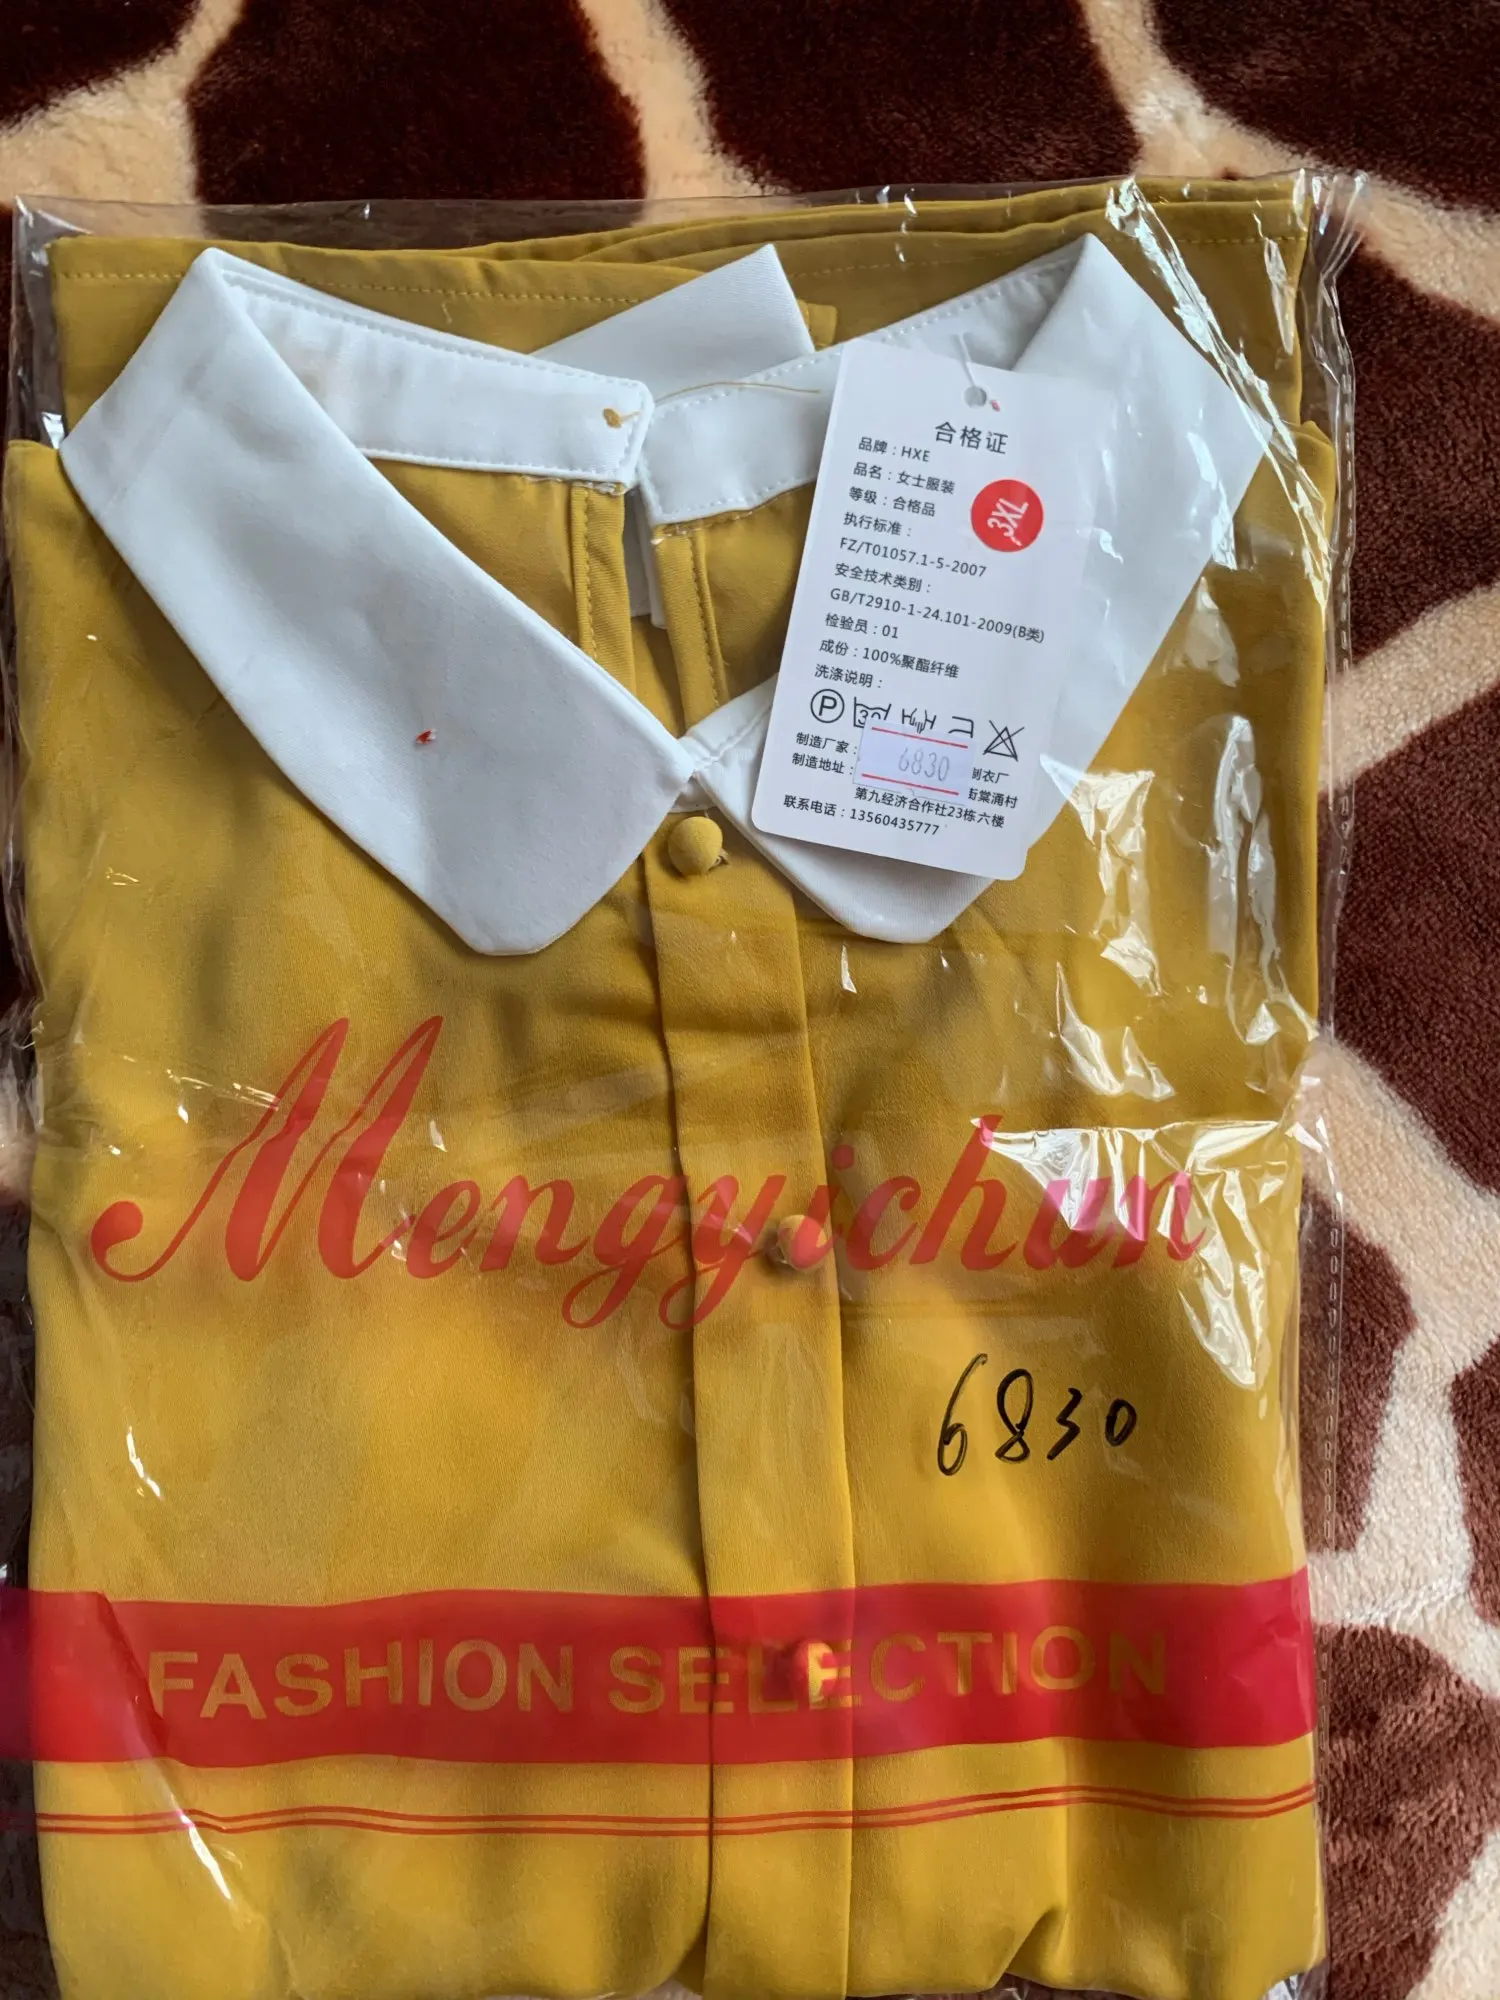 合格证
品牌：HXE
品名：女士服装
等级：合格品
3XL
执行标准：
FZ/T01057.1-5-2007
安全技术类别：
GB/T2910-1-24.101-2009(B类)
检验员：01
成份：100%聚酯纤维
洗涤说明：
P 30
制造厂家： 制衣厂
6830
制造地址： 街棠涌村
第九经济合作社23栋六楼
联系电话：13560435777
Mengyichun
6830
FASHION SELECTION